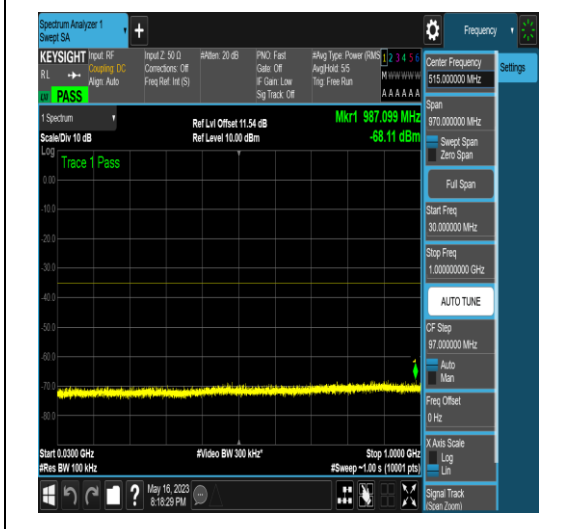 Spectrum Analyzer 1
Swept SA
+
Frequency
KEYSIGHT
RL
PASS
Input: RF
Coupling: DC
Align: Auto
Input Z: 50 Ω
Corrections: Off
Freq Ref: Int (S)
#Atten: 20 dB
PNO: Fast
Gate: Off
IF Gain: Low
Sig Track: Off
#Avg Type: Power (RMS
Avg|Hold: 5/5
Trig: Free Run
1 2 3 4 5 6
M W W W W W
A A A A A A
1 Spectrum
Scale/Div 10 dB
Ref Lvl Offset 11.54 dB
Ref Level 10.00 dBm
Mkr1 987.099 MHz
-68.11 dBm
Log
Trace 1 Pass
0.00
-10.0
-20.0
-30.0
-40.0
-50.0
-60.0
-70.0
-80.0
1
Start 0.0300 GHz
#Res BW 100 kHz
#Video BW 300 kHz*
Stop 1.0000 GHz
#Sweep ~1.00 s (10001 pts)
?
May 16, 2023
8:18:29 PM
Center Frequency
515.000000 MHz
Span
970.000000 MHz
Swept Span
Zero Span
Full Span
Start Freq
30.000000 MHz
Stop Freq
1.000000000 GHz
AUTO TUNE
CF Step
97.000000 MHz
Auto
Man
Freq Offset
0 Hz
X Axis Scale
Log
Lin
Signal Track
(Span Zoom)
Settings